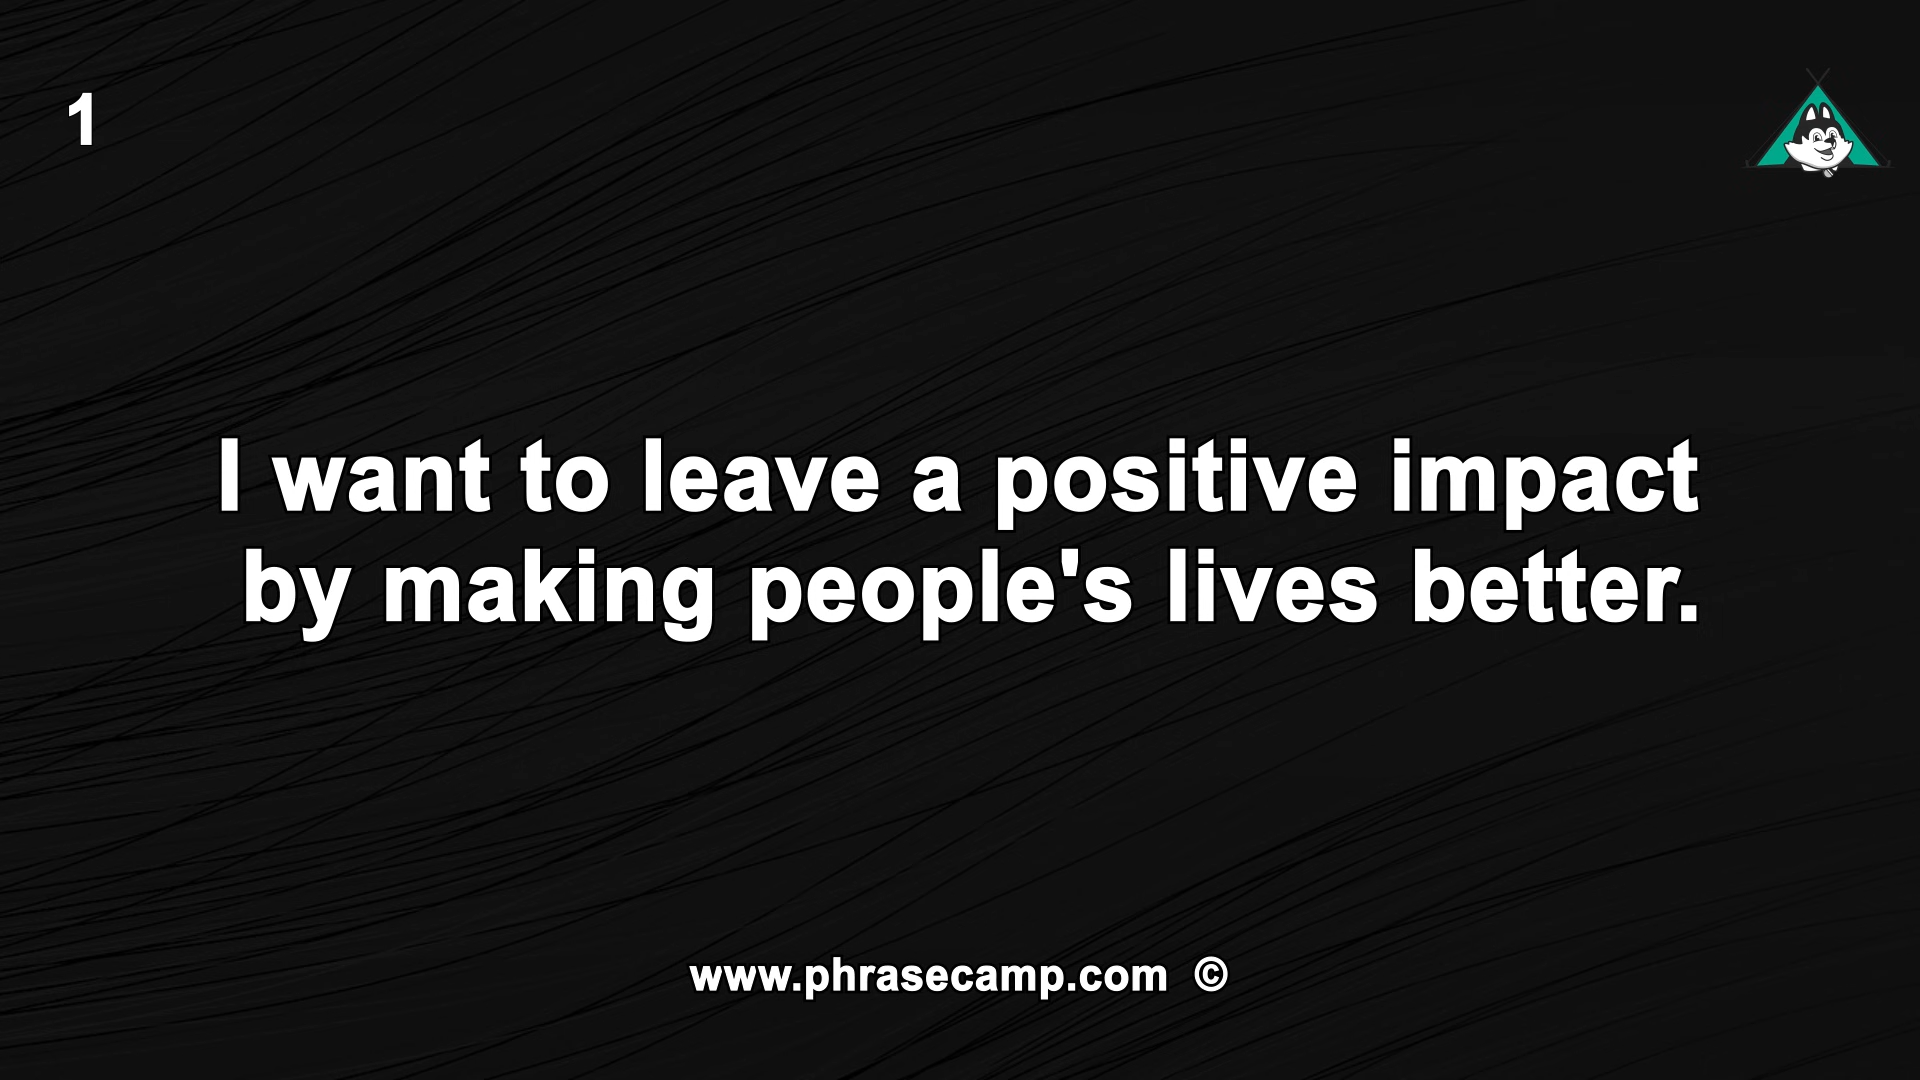 1
I want to leave a positive impact
by making people's lives better.
www.phrasecamp.com ©